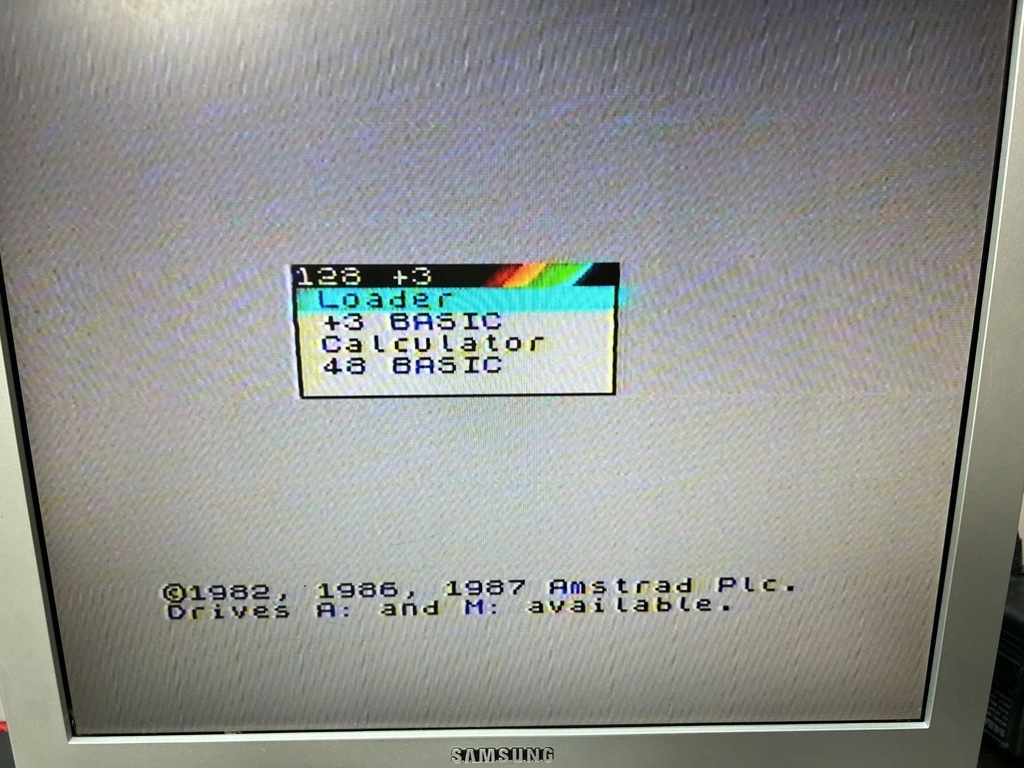 128 +3
Loader
+3 BASIC
Calculator
48 BASIC
©1982, 1986, 1987 Amstrad Plc.
Drives A: and M: available.
SAMSUNG